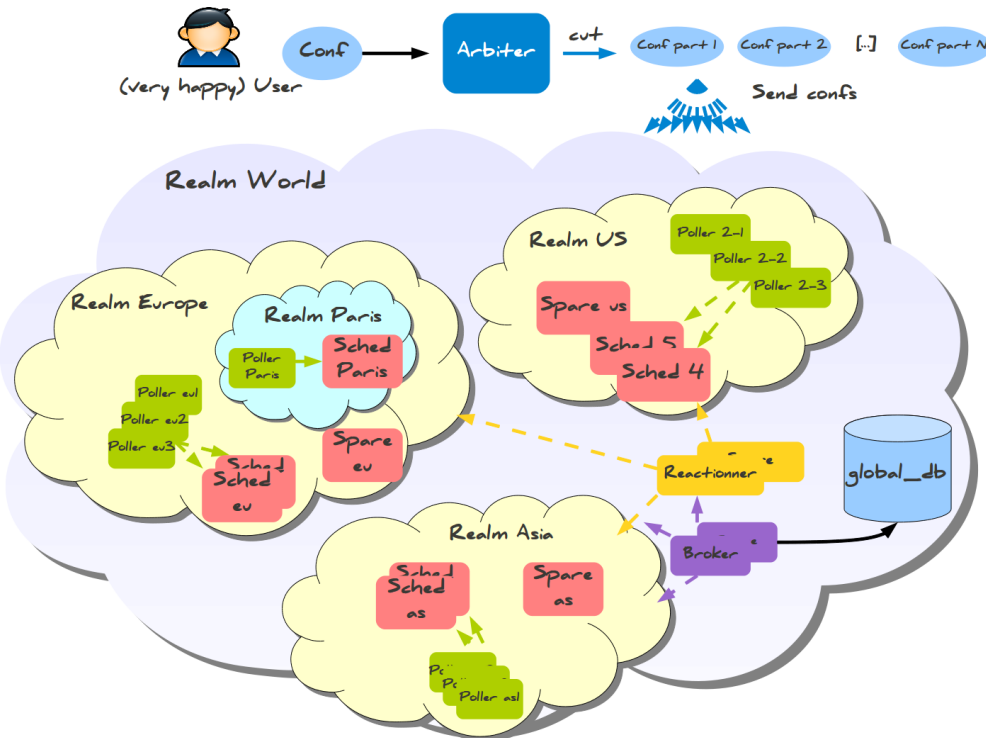 Conf
Arbiter
cut
Conf part 1
Conf part 2
[...]
Conf part N
(very happy) User
Send confs
Realm World
Realm US
Poller 2-1
Poller 2-2
Poller 2-3
Realm Europe
Realm Paris
Spare us
Poller
Paris
Sched
Paris
Sched 5
Sched 4
Poller eu1
Poller eu2
Poller eu3
Spare
eu
Sched
Sched
eu
Reactionner
global_db
Realm Asia
Broker
Sched
Sched
as
Spare
as
Poller as1